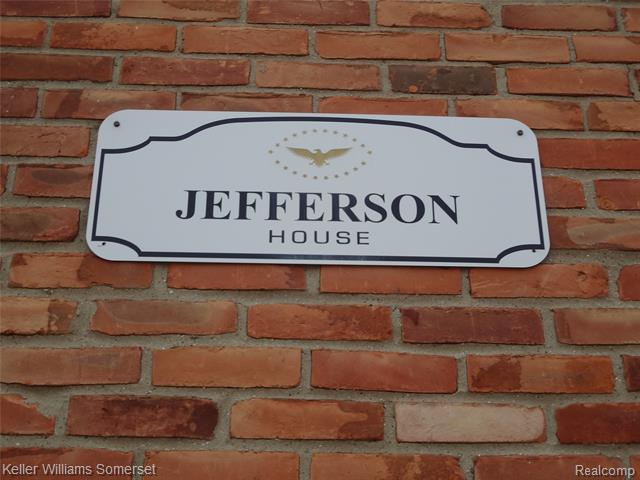 JEFFERSON
HOUSE
Keller Williams Somerset
Realcomp